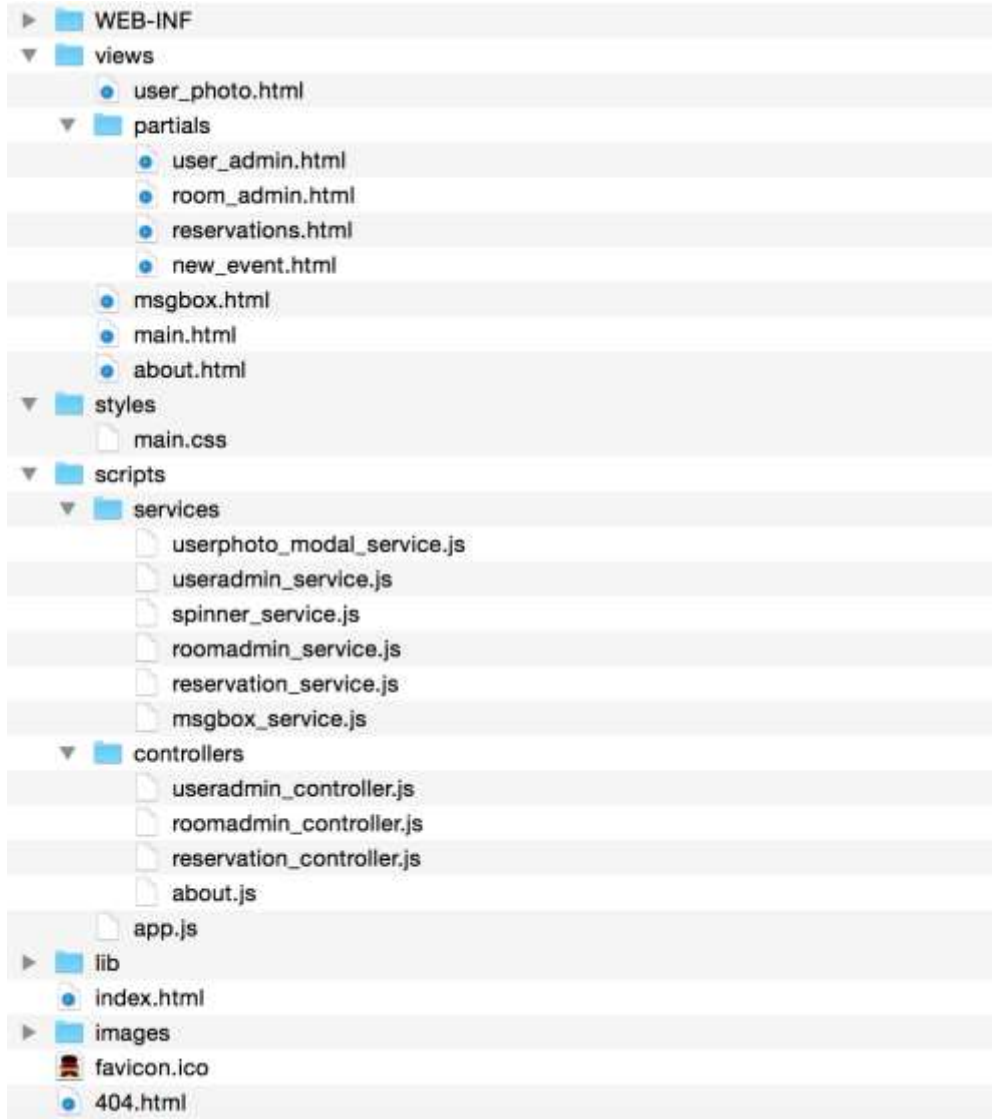 WEB-INF
views
user_photo.html
partials
user_admin.html
room_admin.html
reservations.html
new_event.html
msgbox.html
main.html
about.html
styles
main.css
scripts
services
userphoto_modal_service.js
useradmin_service.js
spinner_service.js
roomadmin_service.js
reservation_service.js
msgbox_service.js
controllers
useradmin_controller.js
roomadmin_controller.js
reservation_controller.js
about.js
app.js
lib
index.html
images
favicon.ico
404.html